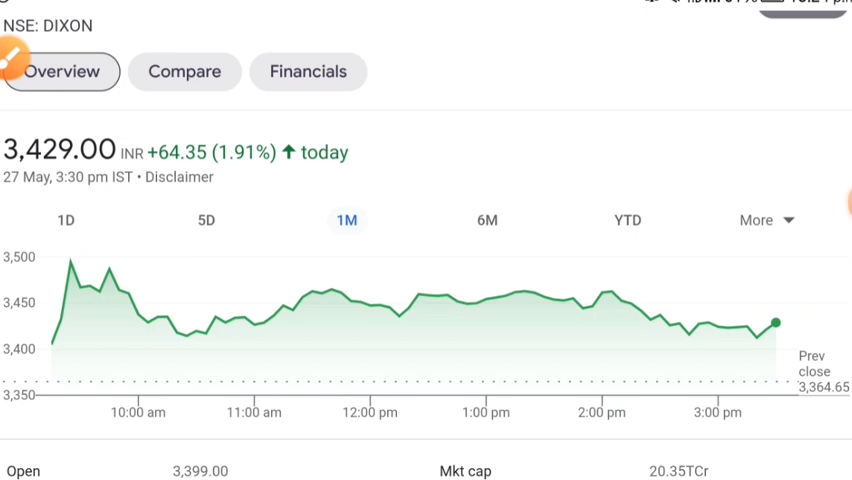 NSE: DIXON
Overview Compare Financials
3,429.00 INR +64.35 (1.91%) ↑ today
27 May, 3:30 pm IST • Disclaimer
1D 5D 1M 6M YTD More
3,500
3,450
3,400
3,350
Prev
close
3,364.65
10:00 am 11:00 am 12:00 pm 1:00 pm 2:00 pm 3:00 pm
Open 3,399.00 Mkt cap 20.35TCr